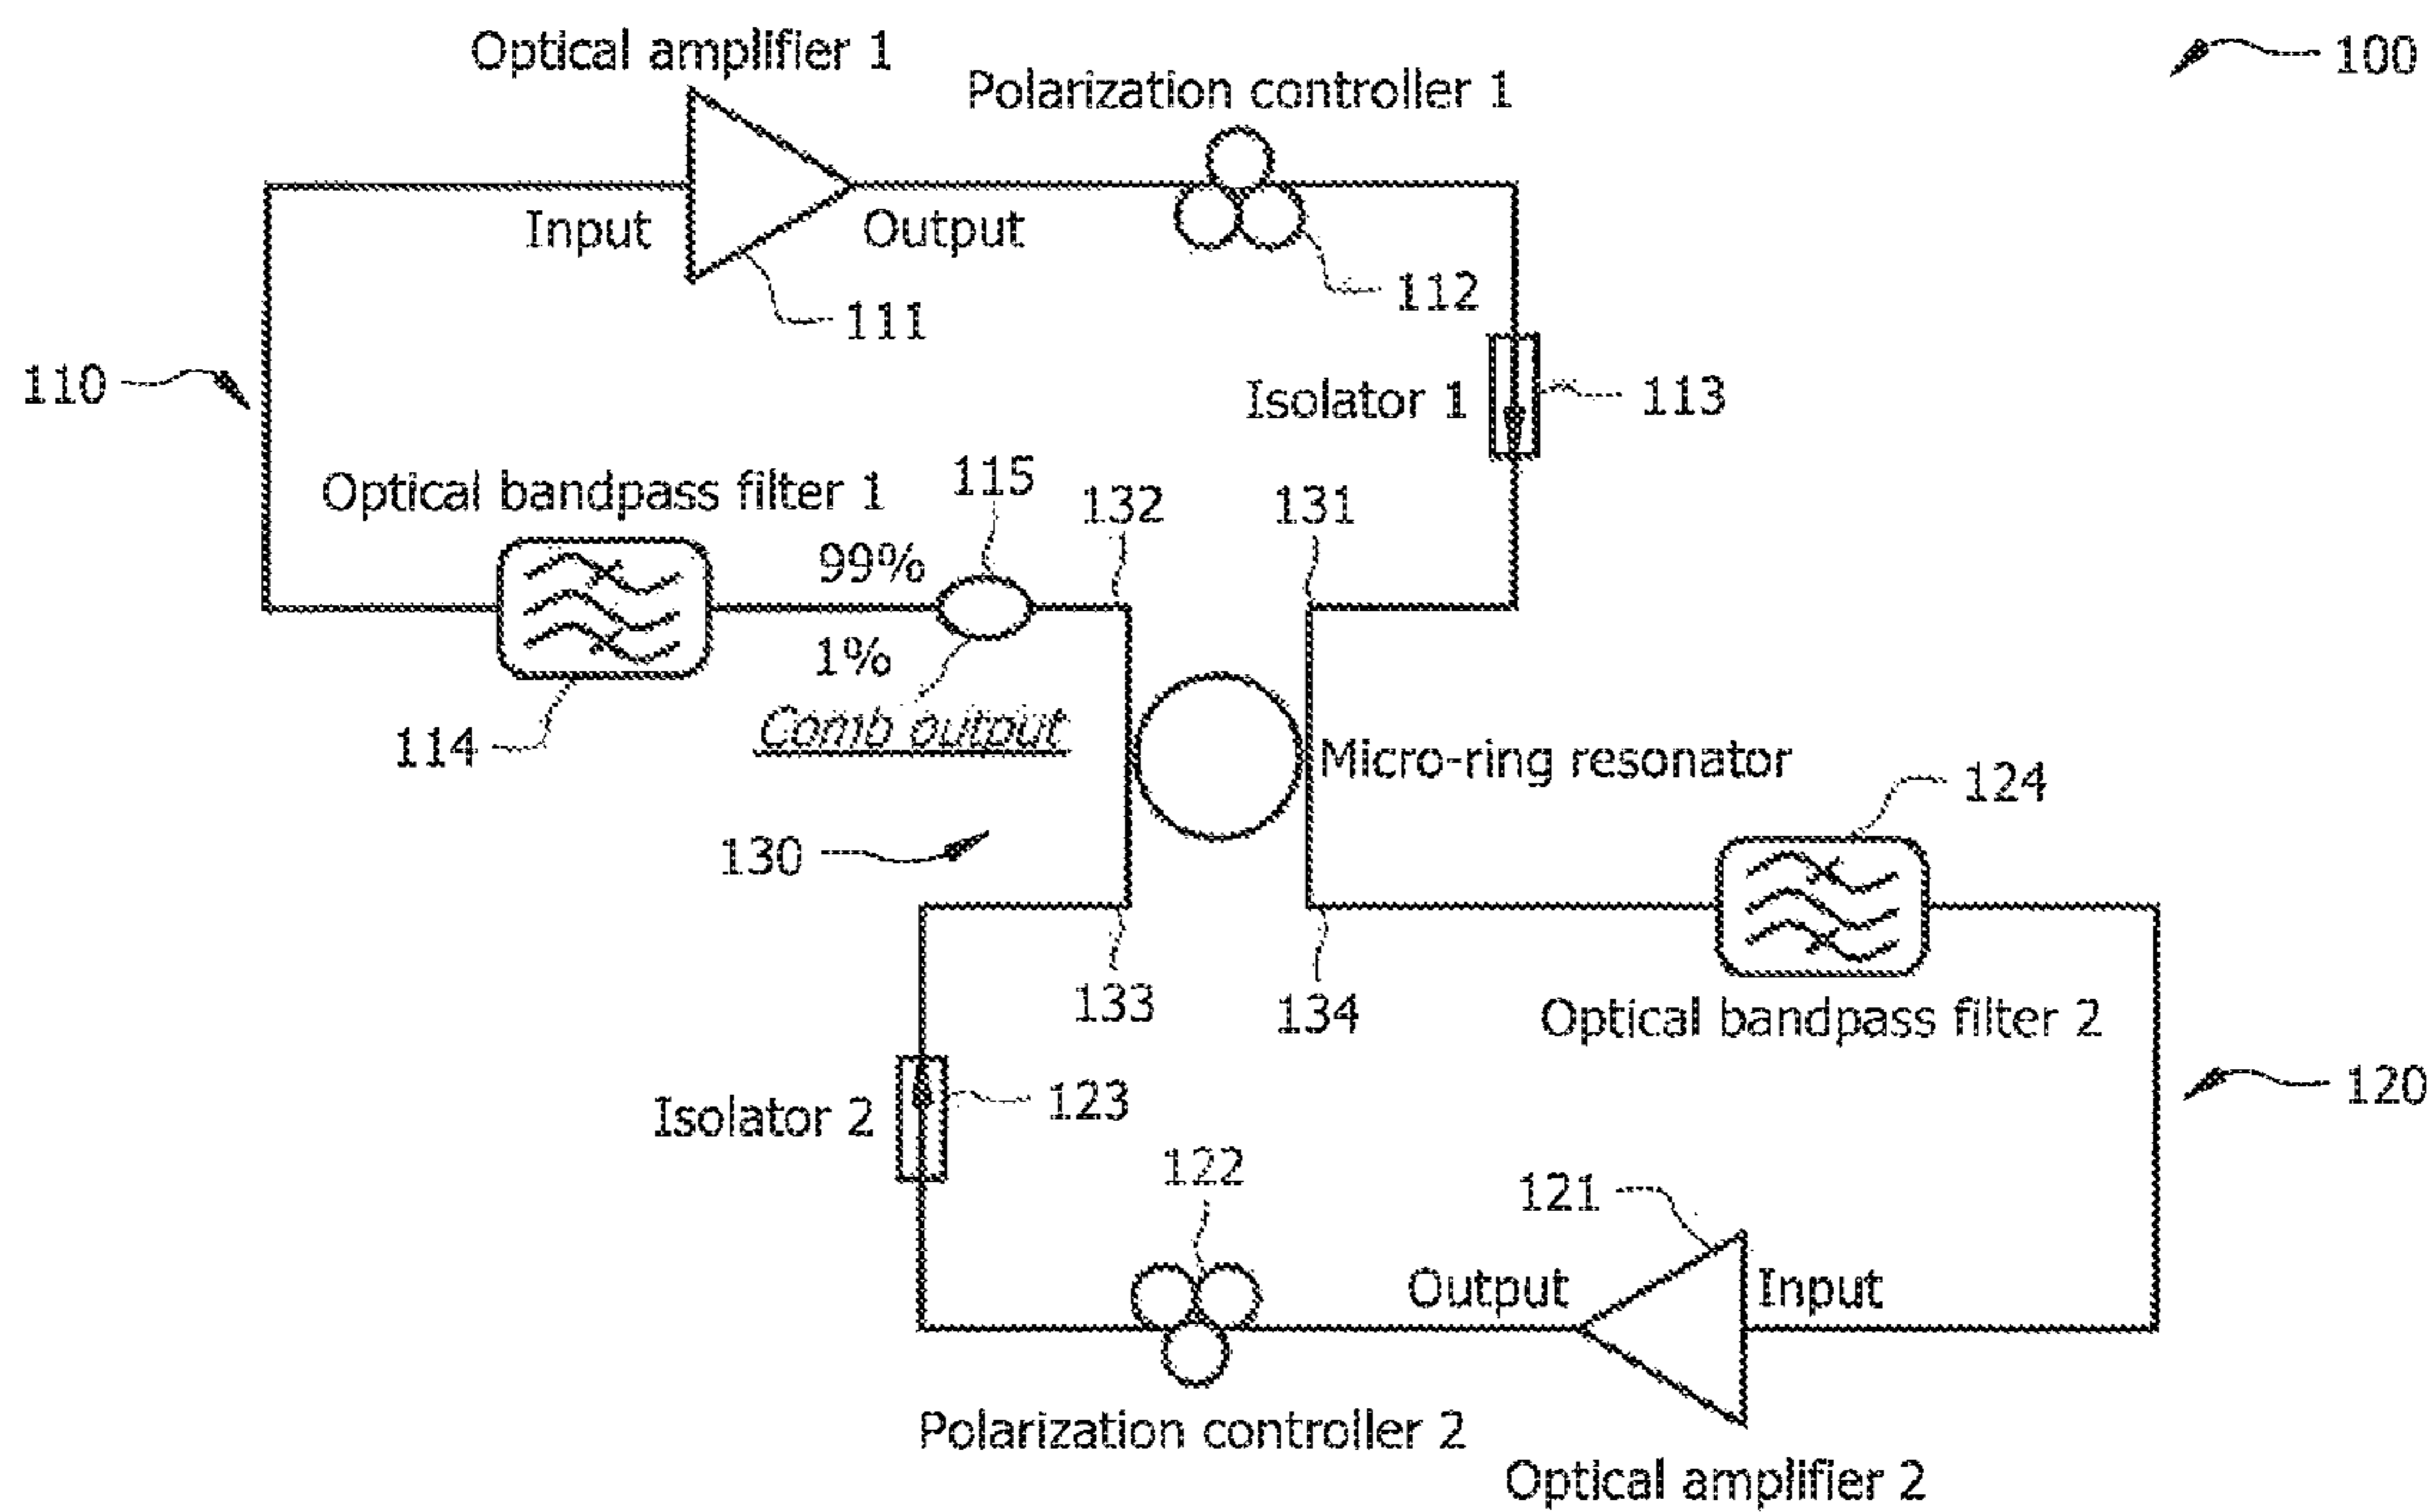 Optical amplifier 1
100
Polarization controller 1
Input
Output
112
111
110
Isolator 1
113
Optical bandpass filter 1
115
132
131
99%
1%
Comb output
114
Micro-ring resonator
124
130
133
134
Optical bandpass filter 2
Isolator 2
123
120
122
121
Output
Input
Polarization controller 2
Optical amplifier 2